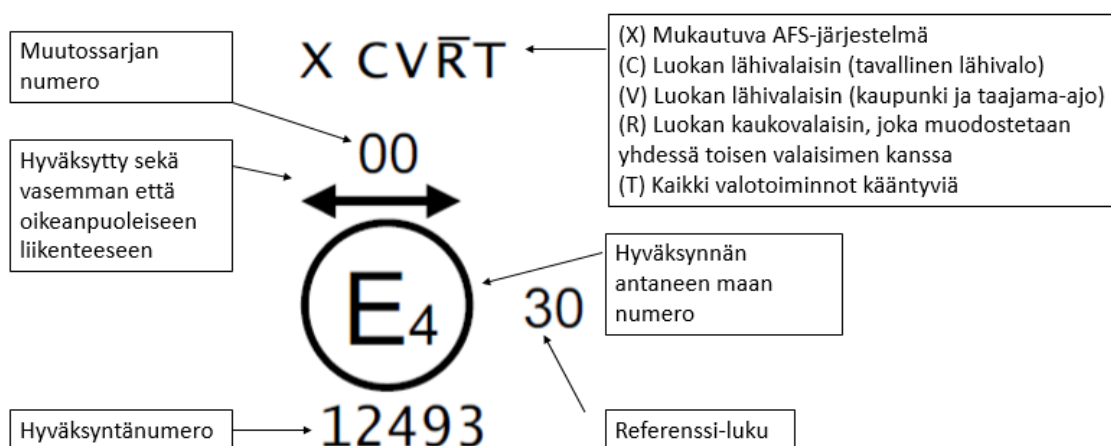 Muutossarjan
numero
X CVR̅T
(X) Mukautuva AFS-järjestelmä
(C) Luokan lähivalaisin (tavallinen lähivalo)
(V) Luokan lähivalaisin (kaupunki ja taajama-ajo)
(R) Luokan kaukovalaisin, joka muodostetaan
yhdessä toisen valaisimen kanssa
(T) Kaikki valotoiminnot kääntyviä
00
Hyväksytty sekä
vasemman että
oikeanpuoleiseen
liikenteeseen
E4
30
Hyväksynnän
antaneen maan
numero
Hyväksyntänumero
12493
Referenssi-luku